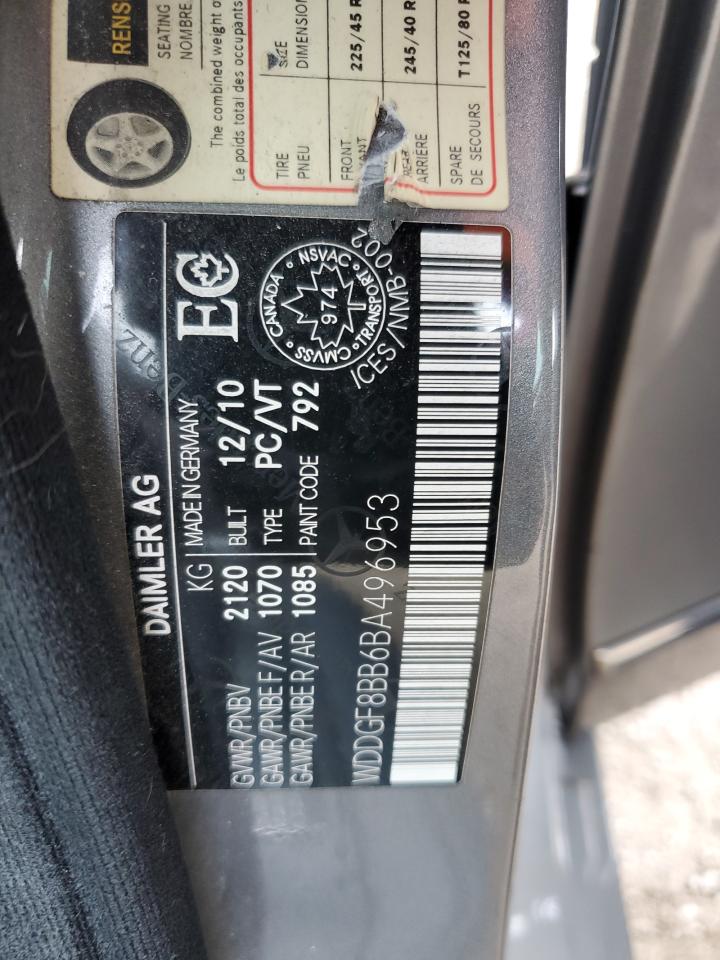 RENS
SEATING
NOMBRE
The combined weight o
Le poids total des occupants
TIRE SIZE
PNEU DIMENSION
FRONT 225/45 R
REAR 245/40 R
ARRIÈRE
SPARE T125/80 R
DE SECOURS
DAIMLER AG
KG MADE IN GERMANY
GVWR/PNBV 2120 BUILT 12/10
GAWR/PNBE F/AV 1070 TYPE PC/VT
GAWR/PNBE R/AR 1085 PAINT CODE 792
EC
CANADA • NSVAC • TRANSPORT • CMVSS
974
ICES/NMB-002
WDDGF8BB6BA496953